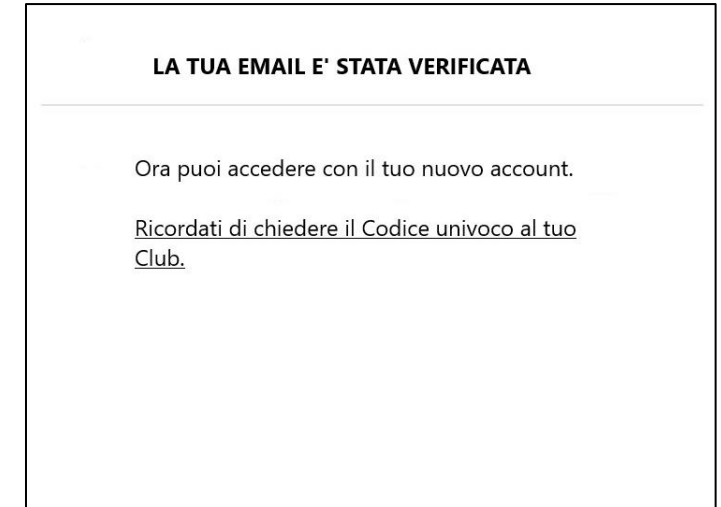 LA TUA EMAIL E' STATA VERIFICATA
Ora puoi accedere con il tuo nuovo account.
Ricordati di chiedere il Codice univoco al tuo
Club.